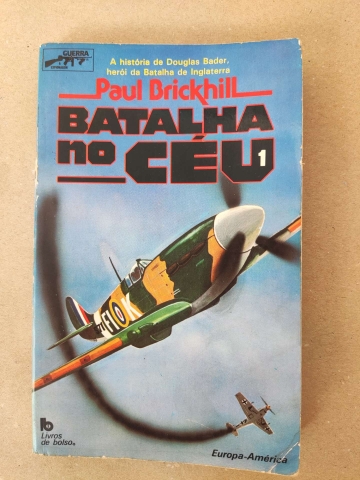 GUERRA
A história de Douglas Bader,
herói da Batalha de Inglaterra
Paul Brickhill
BATALHA
no CÉU 1
Livros
de bolso
Europa-América